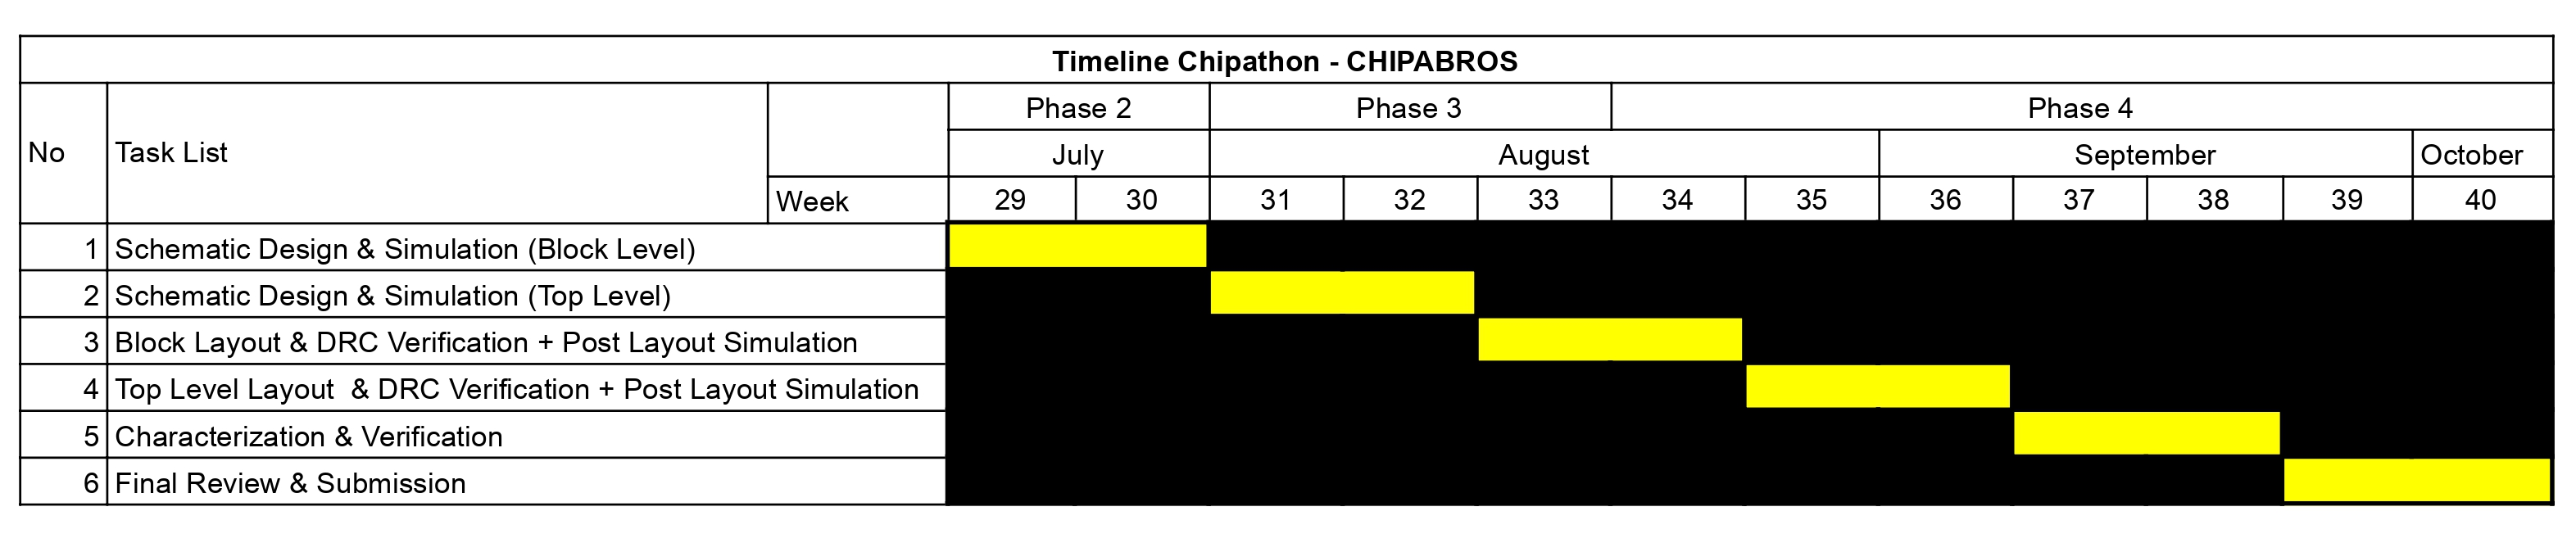 Timeline Chipathon - CHIPABROS
No Task List Phase 2 Phase 3 Phase 4
July August September October
Week 29 30 31 32 33 34 35 36 37 38 39 40
1 Schematic Design & Simulation (Block Level)
2 Schematic Design & Simulation (Top Level)
3 Block Layout & DRC Verification + Post Layout Simulation
4 Top Level Layout  & DRC Verification + Post Layout Simulation
5 Characterization & Verification
6 Final Review & Submission